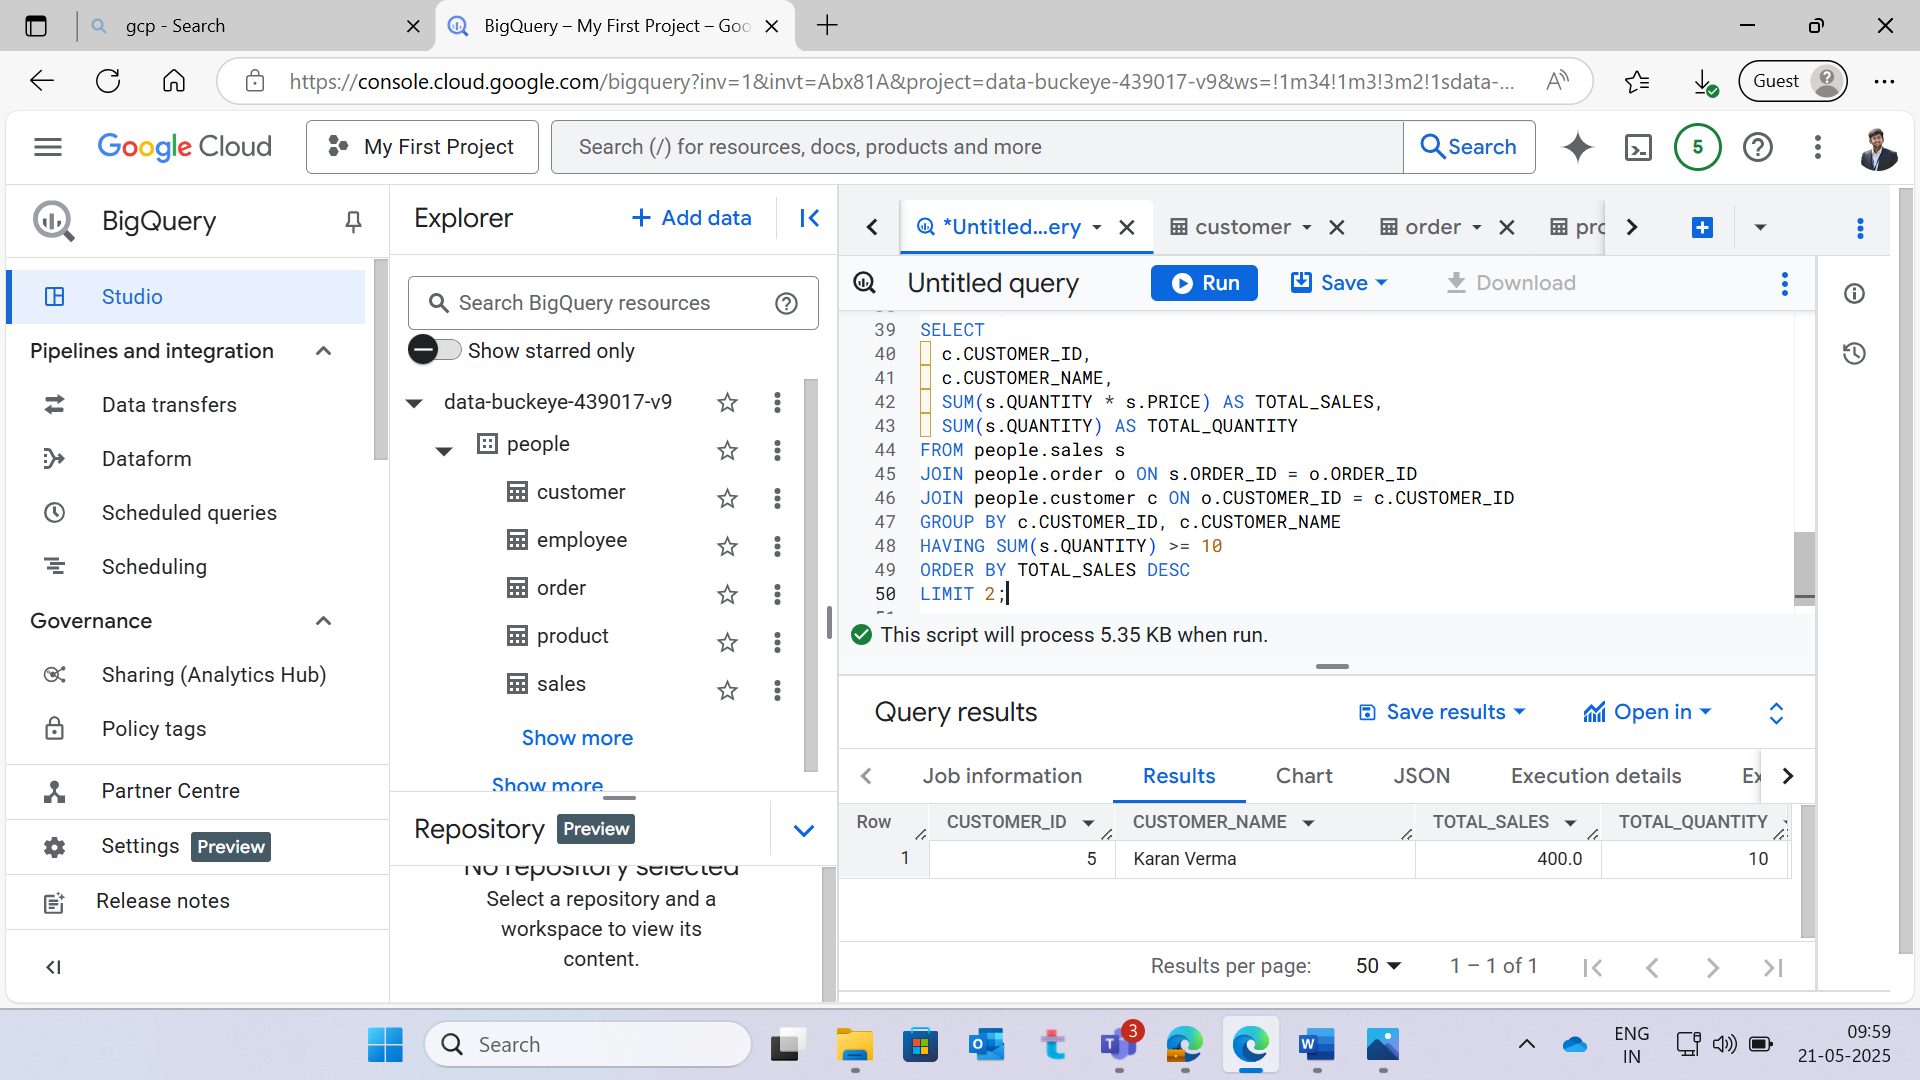 gcp - Search
BigQuery – My First Project – Goo
https://console.cloud.google.com/bigquery?inv=1&invt=Abx81A&project=data-buckeye-439017-v9&ws=!1m34!1m3!3m2!1sdata-...
Guest
Google Cloud
My First Project
Search (/) for resources, docs, products and more
Search
5
BigQuery
Studio
Pipelines and integration
Data transfers
Dataform
Scheduled queries
Scheduling
Governance
Sharing (Analytics Hub)
Policy tags
Partner Centre
Settings Preview
Release notes
Explorer
+ Add data
Search BigQuery resources
Show starred only
data-buckeye-439017-v9
people
customer
employee
order
product
sales
Show more
Show more
Repository Preview
No repository selected
Select a repository and a
workspace to view its
content.
*Untitled...ery
customer
order
pro
Untitled query
Run
Save
Download
39 SELECT
40 c.CUSTOMER_ID,
41 c.CUSTOMER_NAME,
42 SUM(s.QUANTITY * s.PRICE) AS TOTAL_SALES,
43 SUM(s.QUANTITY) AS TOTAL_QUANTITY
44 FROM people.sales s
45 JOIN people.order o ON s.ORDER_ID = o.ORDER_ID
46 JOIN people.customer c ON o.CUSTOMER_ID = c.CUSTOMER_ID
47 GROUP BY c.CUSTOMER_ID, c.CUSTOMER_NAME
48 HAVING SUM(s.QUANTITY) >= 10
49 ORDER BY TOTAL_SALES DESC
50 LIMIT 2;
This script will process 5.35 KB when run.
Query results
Save results
Open in
Job information
Results
Chart
JSON
Execution details
Ex
Row CUSTOMER_ID CUSTOMER_NAME TOTAL_SALES TOTAL_QUANTITY
1 5 Karan Verma 400.0 10
Results per page: 50 1 – 1 of 1
Search
3
ENG
IN
09:59
21-05-2025